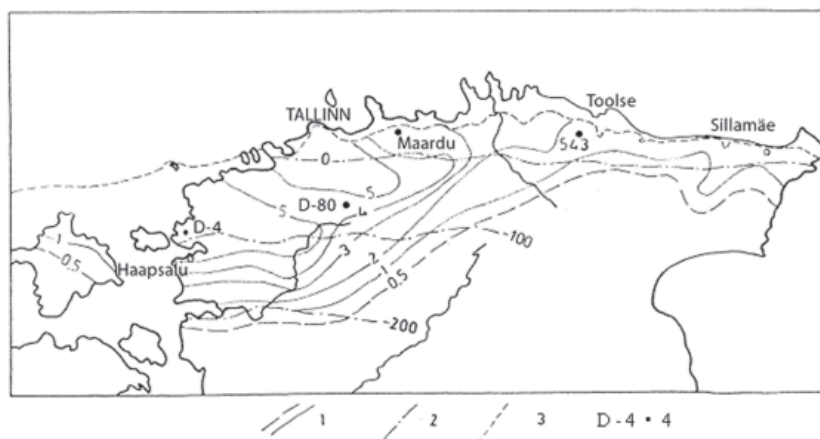 Toolse
TALLINN
Sillamäe
Maardu
543
0
5
D-80
5
4
D-4
100
3
1
2
0.5
Haapsalu
1
0.5
200
1 2 3 D-4 • 4